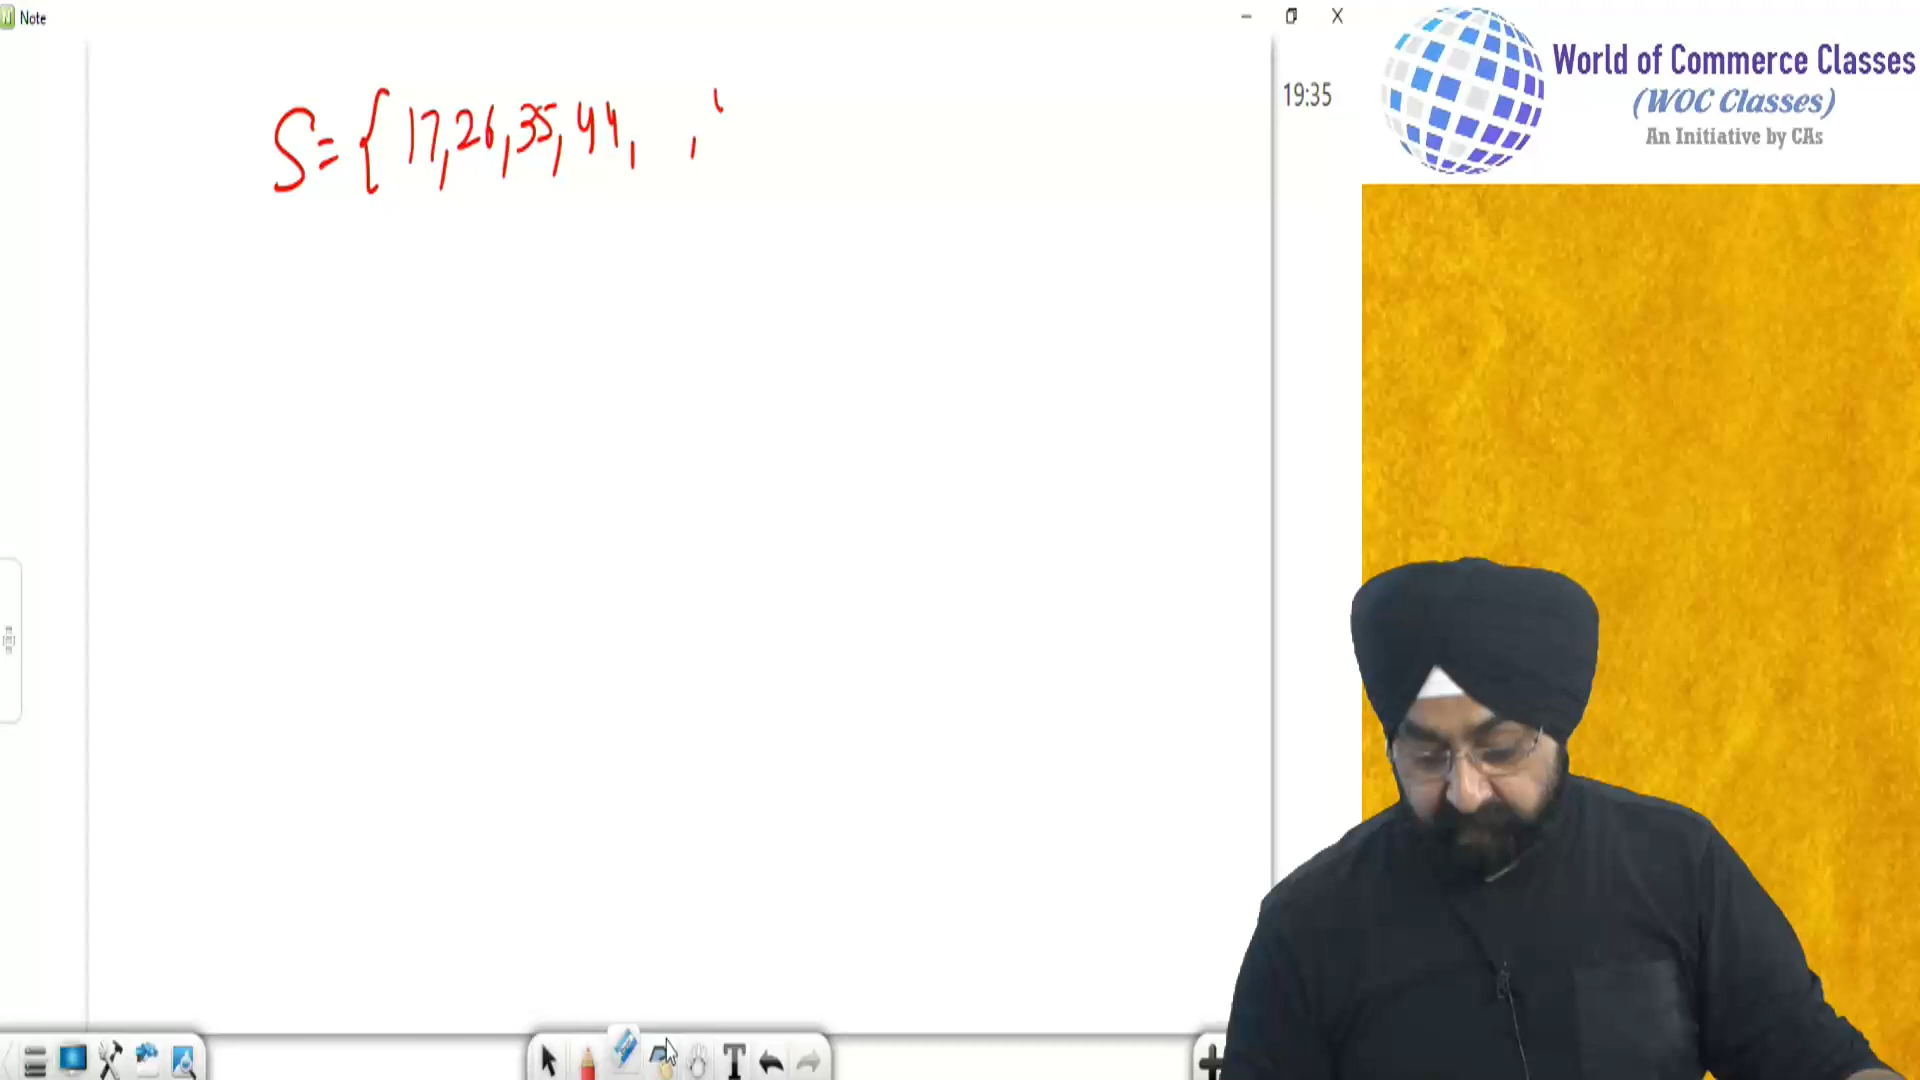 Note
S = { 17, 26, 35, 44, ,
19:35
World of Commerce Classes
(WOC Classes)
An Initiative by CAs
T